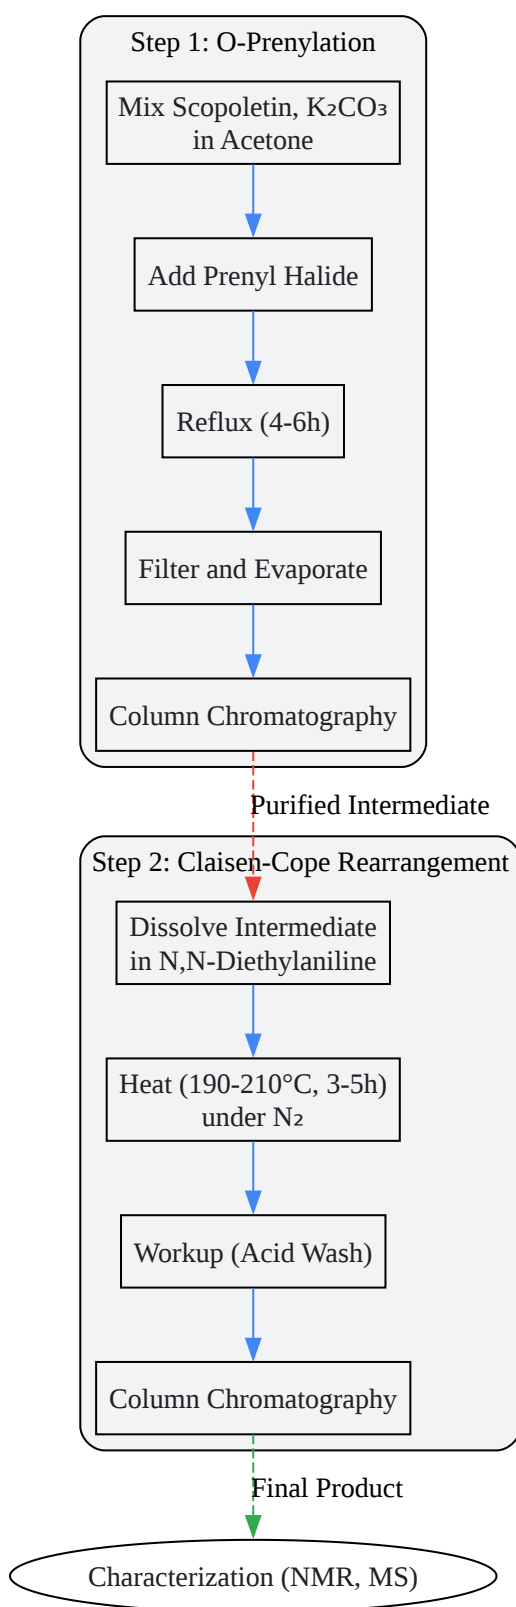 Step 1: O-Prenylation
Mix Scopoletin, K₂CO₃
in Acetone
Add Prenyl Halide
Reflux (4-6h)
Filter and Evaporate
Column Chromatography
Purified Intermediate
Step 2: Claisen-Cope Rearrangement
Dissolve Intermediate
in N,N-Diethylaniline
Heat (190-210°C, 3-5h)
under N₂
Workup (Acid Wash)
Column Chromatography
Final Product
Characterization (NMR, MS)